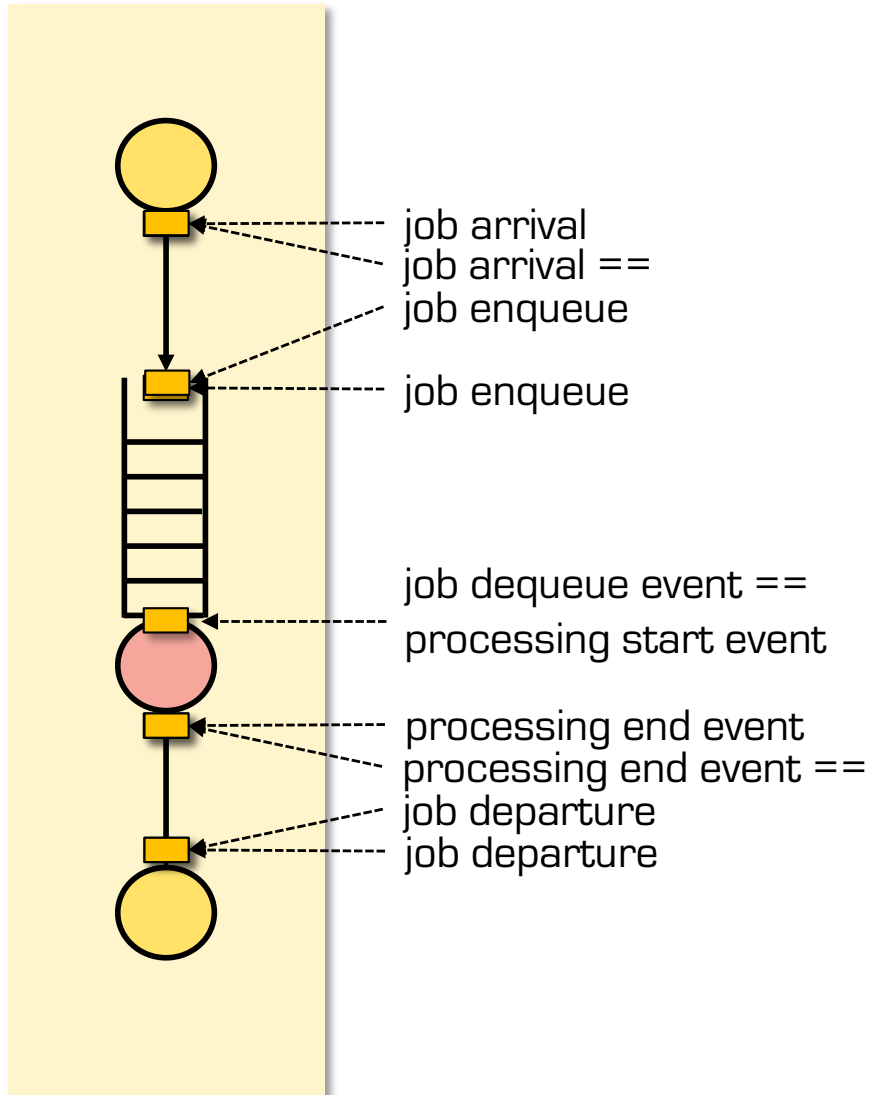 job arrival
job arrival ==
job enqueue
job enqueue
job dequeue event ==
processing start event
processing end event
processing end event ==
job departure
job departure